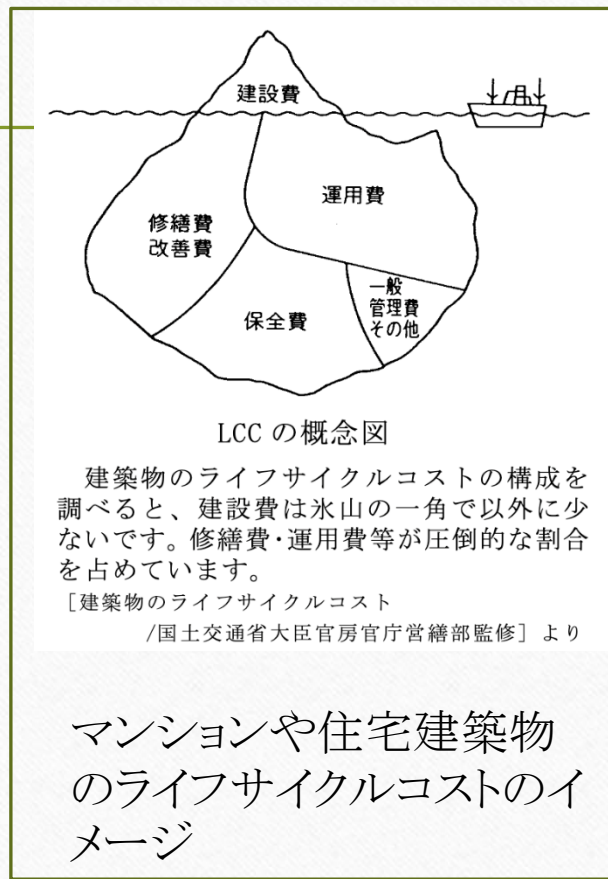 建設費
運用費
修繕費
改善費
一般
管理費
その他
保全費
LCC の概念図
建築物のライフサイクルコストの構成を
調べると、建設費は氷山の一角で以外に少
ないです。修繕費・運用費等が圧倒的な割合
を占めています。
［建築物のライフサイクルコスト
/国土交通省大臣官房官庁営繕部監修］より
マンションや住宅建築物
のライフサイクルコストのイ
メージ